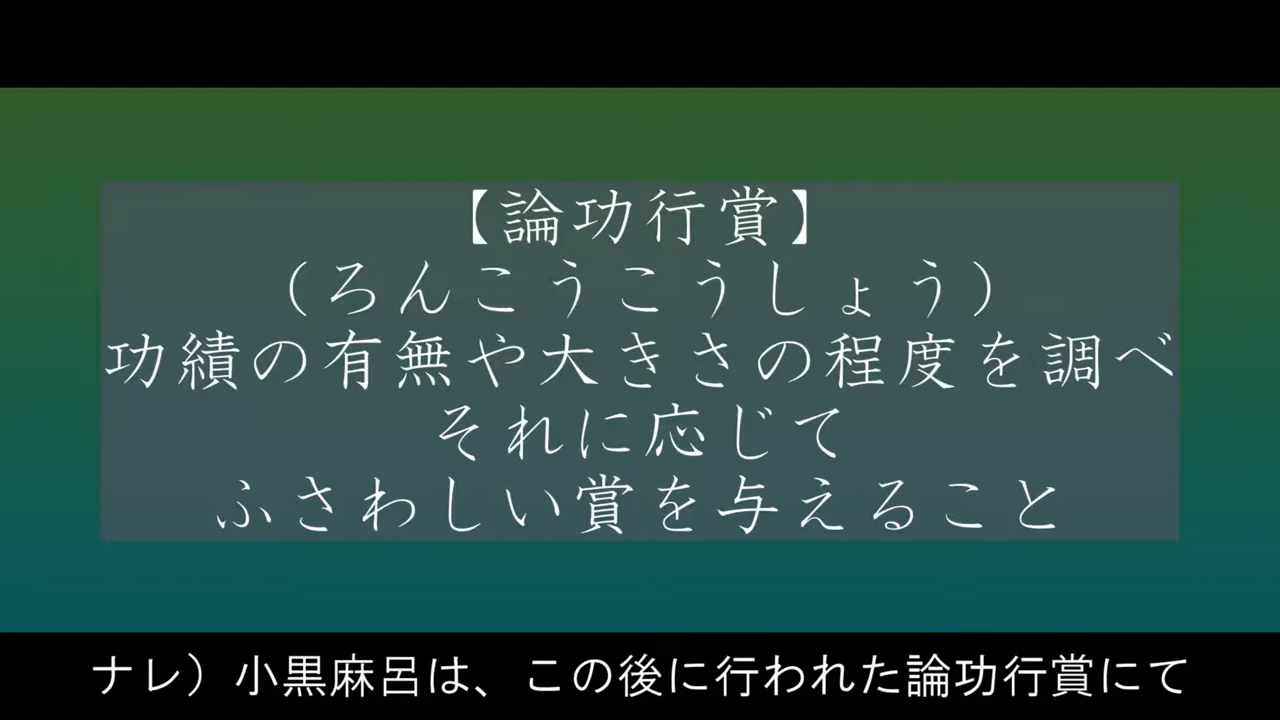 【論功行賞】
（ろんこうこうしょう）
功績の有無や大きさの程度を調べ
それに応じて
ふさわしい賞を与えること
ナレ）小黒麻呂は、この後に行われた論功行賞にて